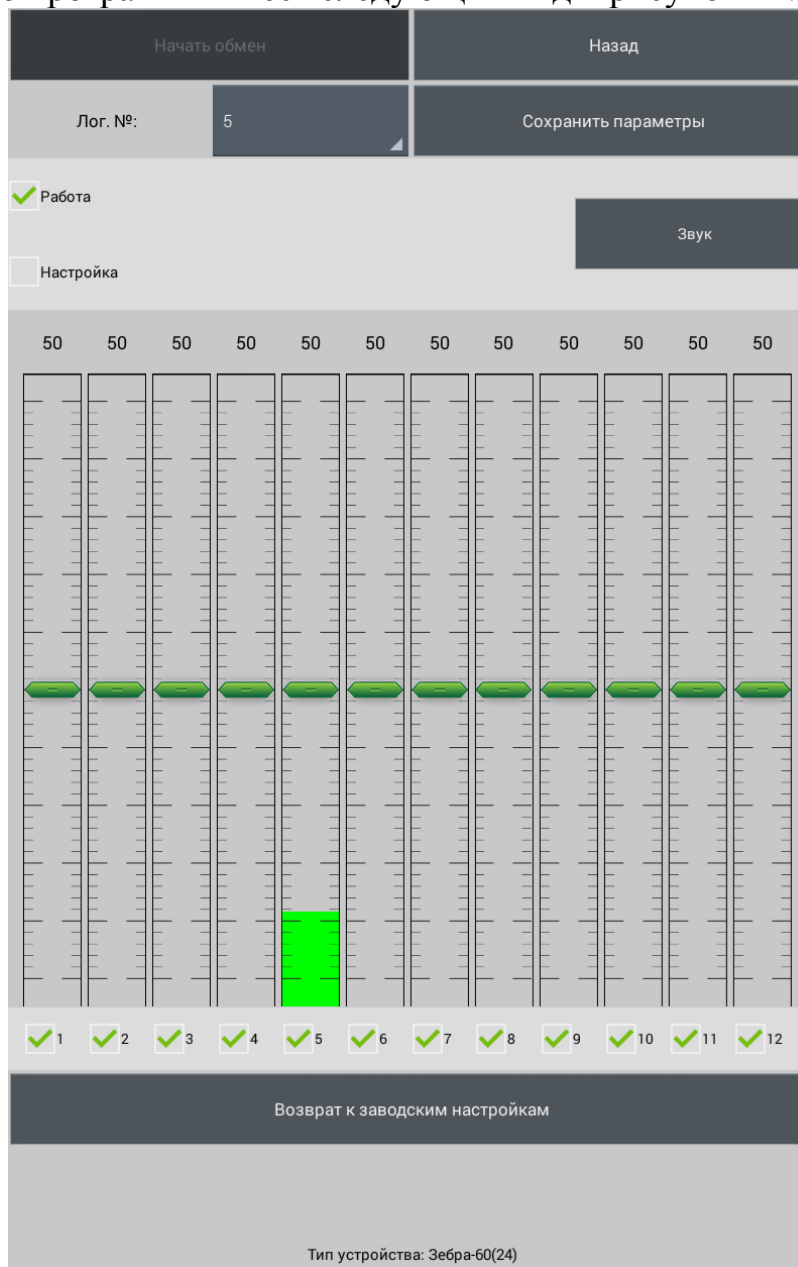 Начать обмен Назад
Лог. №: 5 Сохранить параметры
Работа
Звук
Настройка
50 50 50 50 50 50 50 50 50 50 50 50
1 2 3 4 5 6 7 8 9 10 11 12
Возврат к заводским настройкам
Тип устройства: Зебра-60(24)